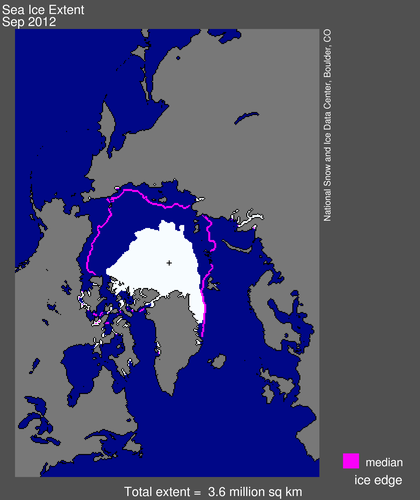 Sea Ice Extent
Sep 2012
National Snow and Ice Data Center, Boulder, CO
median
ice edge
Total extent = 3.6 million sq km